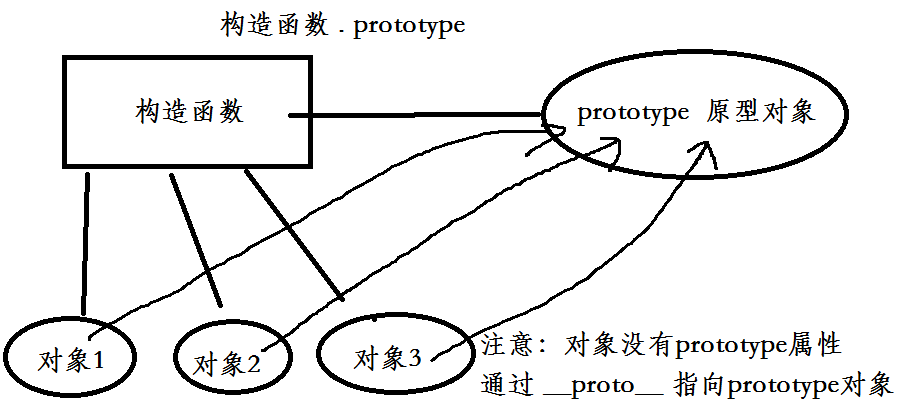 构造函数 . prototype
构造函数
prototype 原型对象
对象1
对象2
对象3
注意：对象没有prototype属性
通过 __proto__ 指向prototype对象